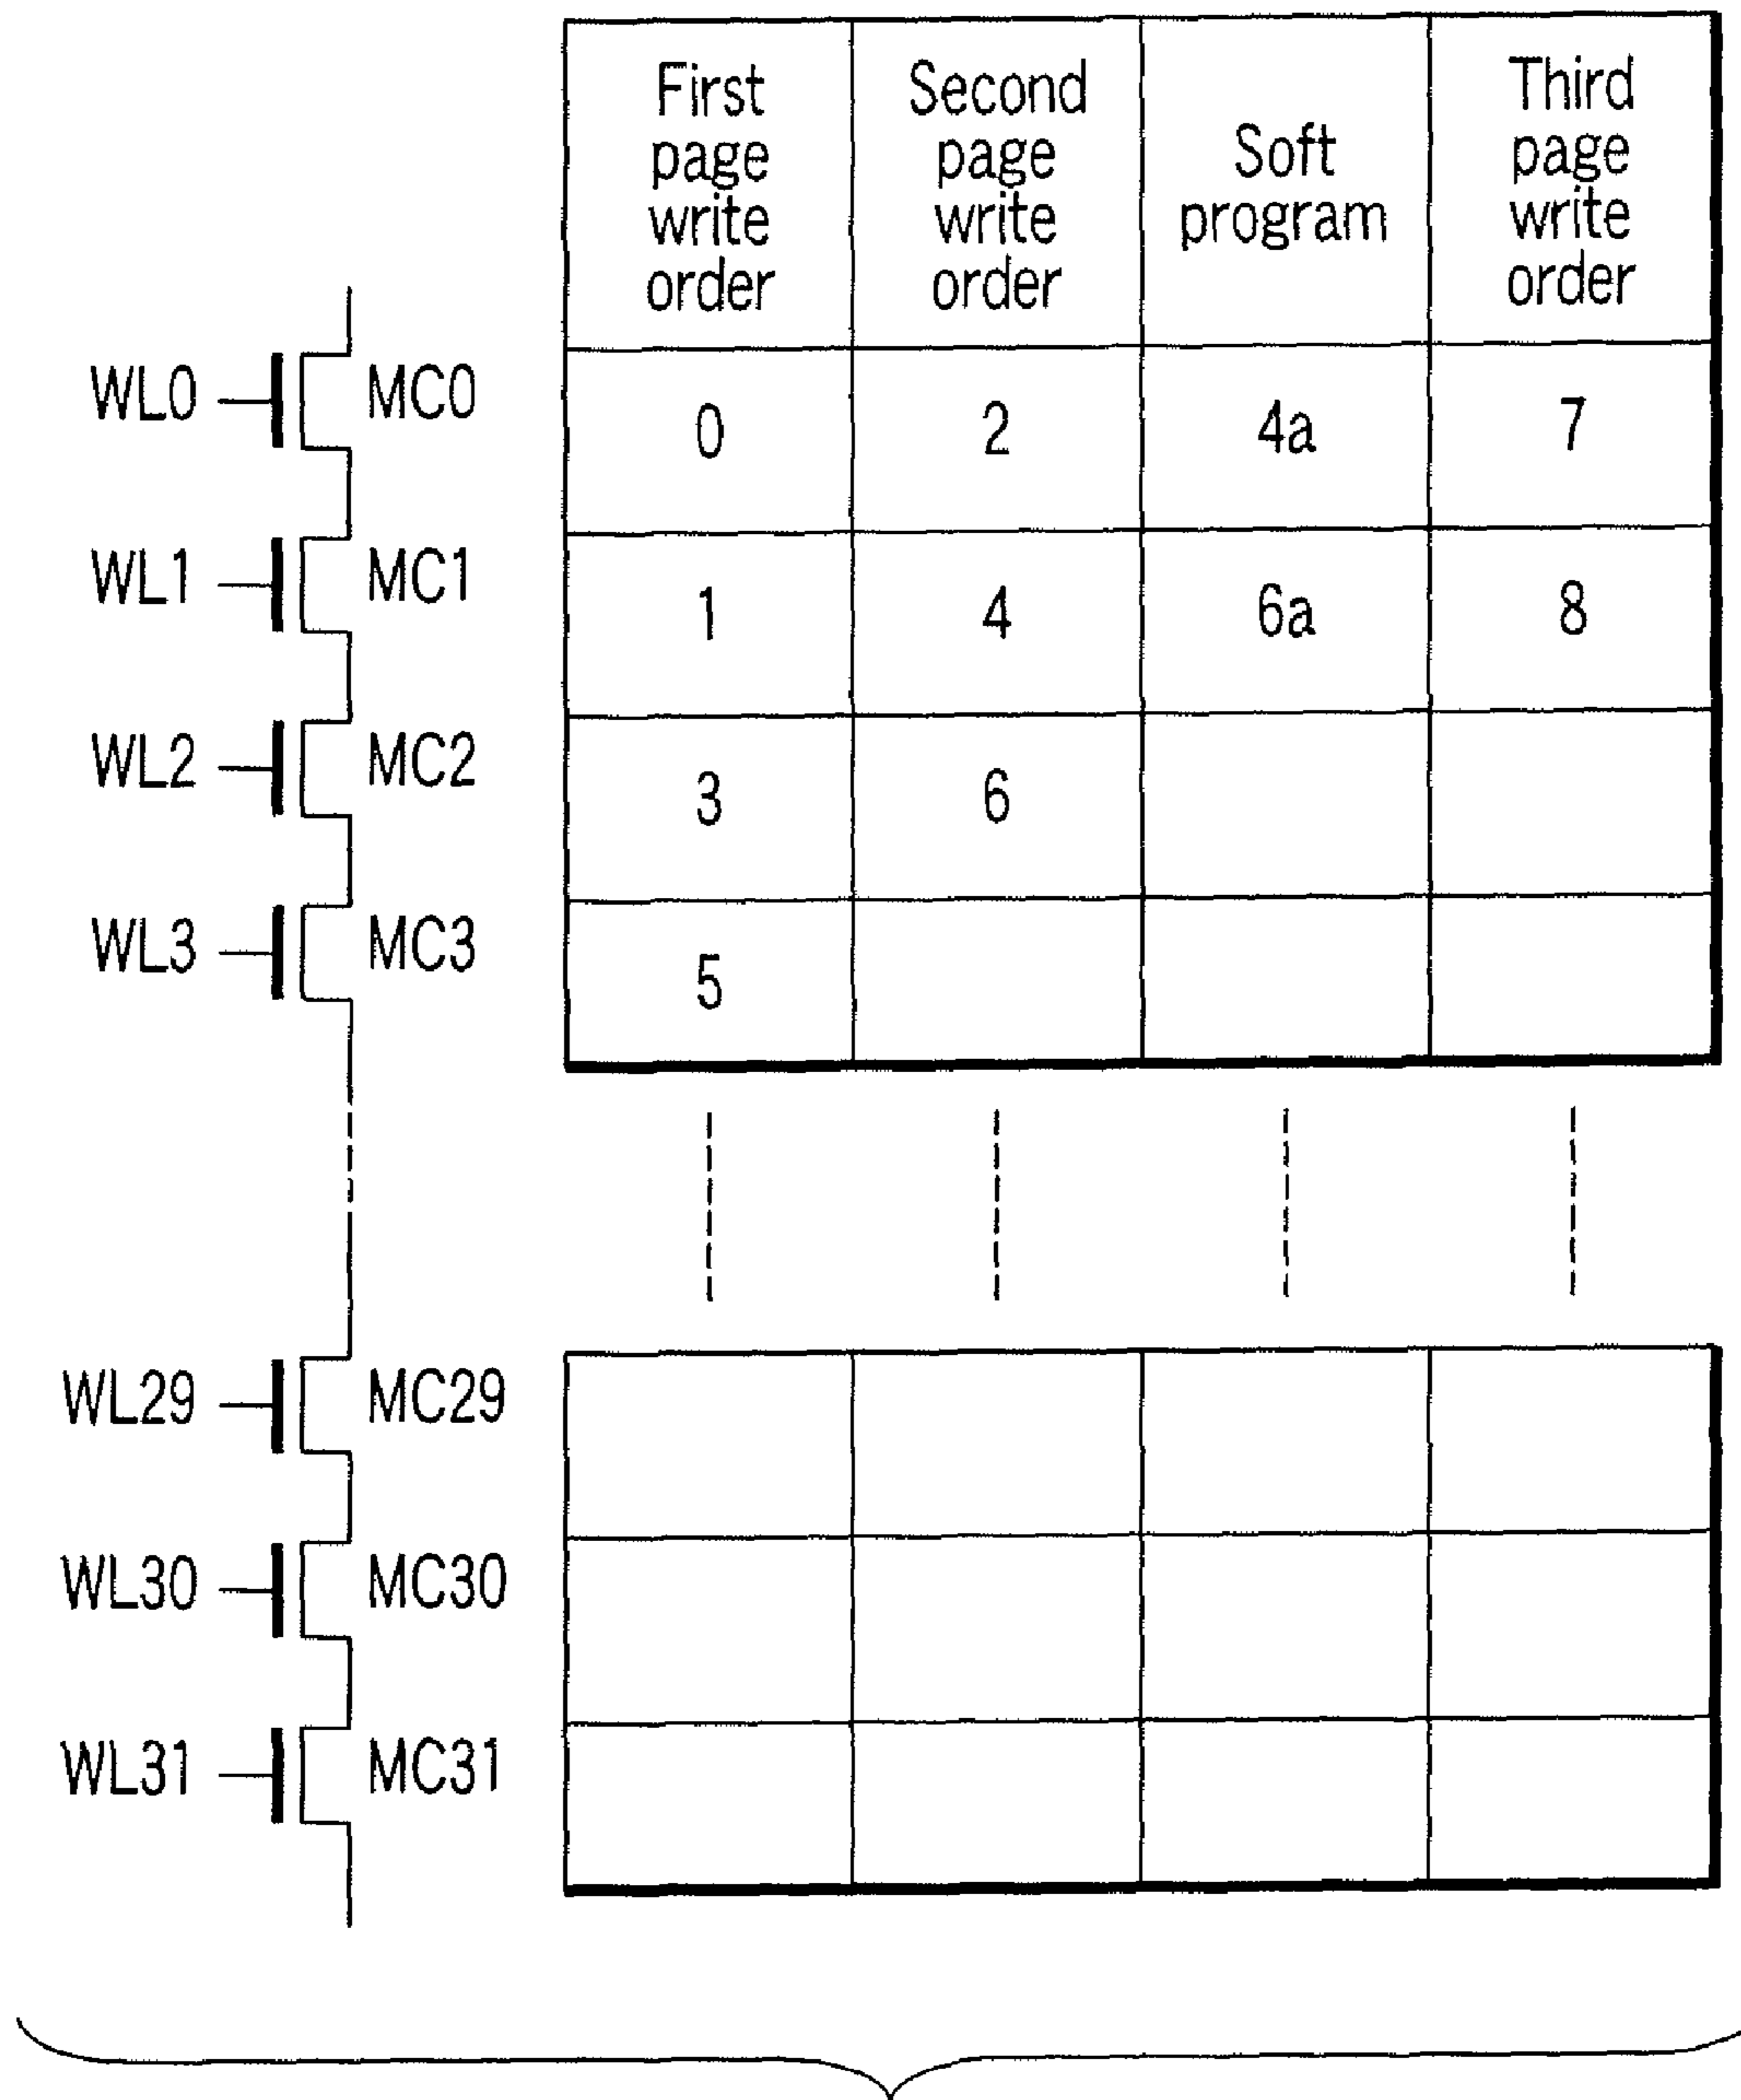 First page write order
Second page write order
Soft program
Third page write order
WL0 MC0 0 2 4a 7
WL1 MC1 1 4 6a 8
WL2 MC2 3 6
WL3 MC3 5
WL29 MC29
WL30 MC30
WL31 MC31